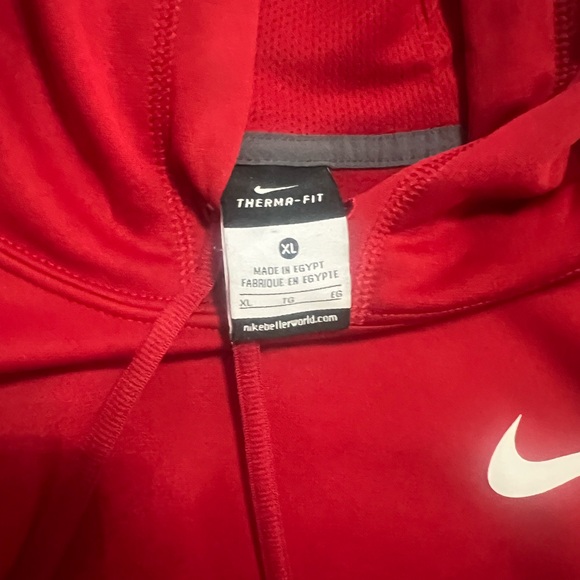 THERMA-FIT
XL
MADE IN EGYPT
FABRIQUE EN EGYPTE
XL TG EG
nikebetterworld.com